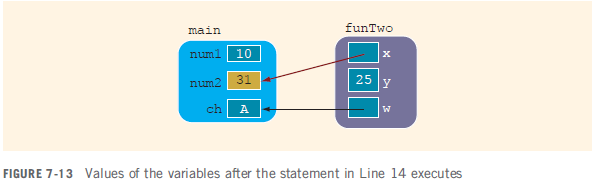 main
funTwo
num1 10
x
num2 31
25 y
ch A
w
FIGURE 7-13 Values of the variables after the statement in Line 14 executes